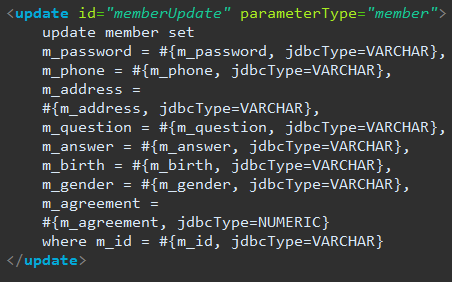 <update id="memberUpdate" parameterType="member">
update member set
m_password = #{m_password, jdbcType=VARCHAR},
m_phone = #{m_phone, jdbcType=VARCHAR},
m_address =
#{m_address, jdbcType=VARCHAR},
m_question = #{m_question, jdbcType=VARCHAR},
m_answer = #{m_answer, jdbcType=VARCHAR},
m_birth = #{m_birth, jdbcType=VARCHAR},
m_gender = #{m_gender, jdbcType=VARCHAR},
m_agreement =
#{m_agreement, jdbcType=NUMERIC}
where m_id = #{m_id, jdbcType=VARCHAR}
</update>